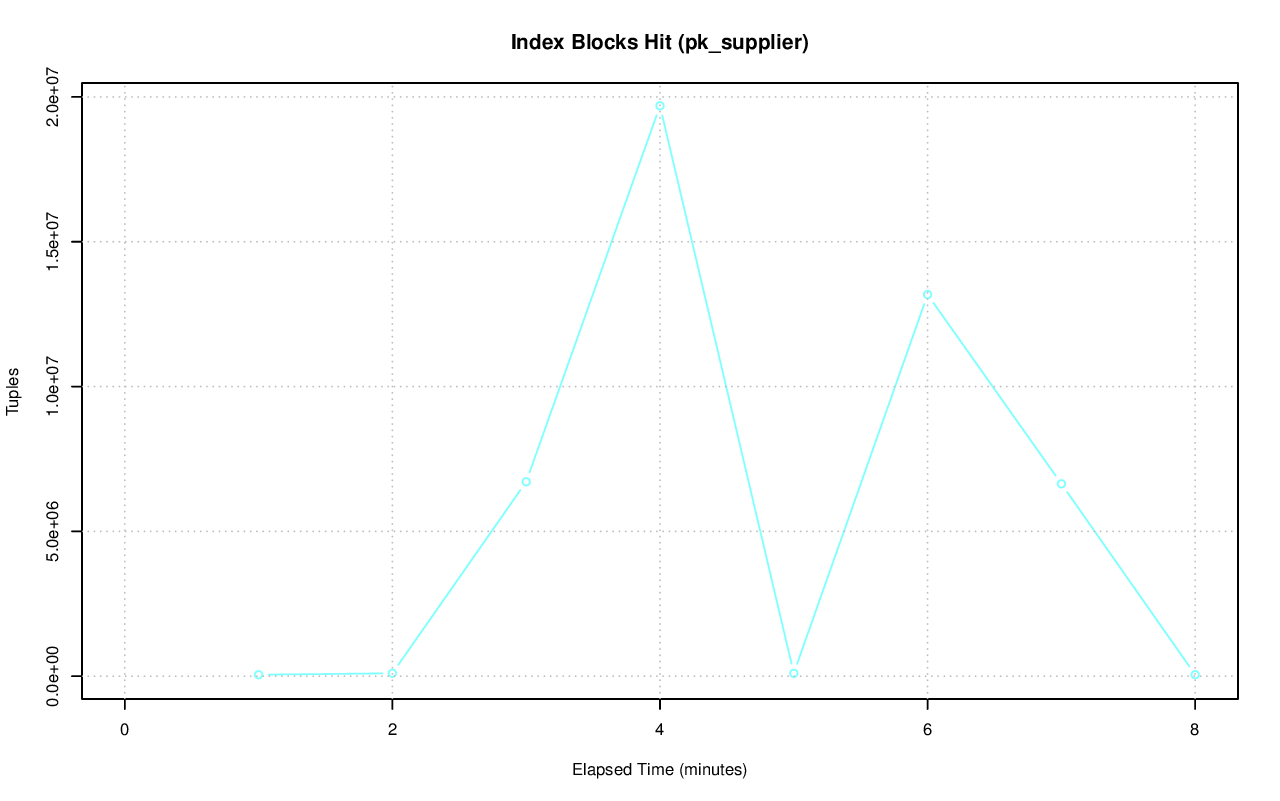 Index Blocks Hit (pk_supplier)
2.0e+07
1.5e+07
1.0e+07
5.0e+06
0.0e+00
Tuples
0 2 4 6 8
Elapsed Time (minutes)